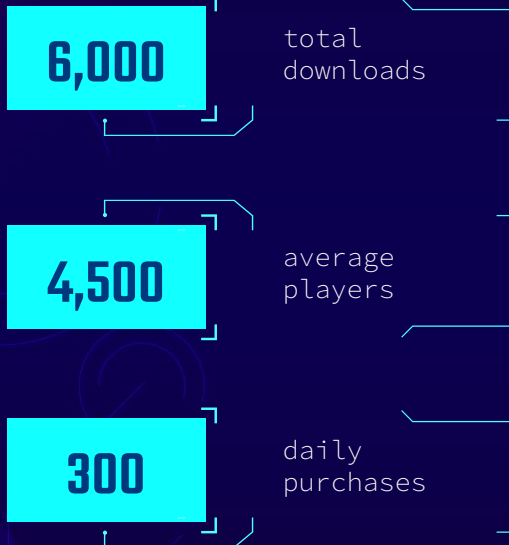 6,000
total
downloads
4,500
average
players
300
daily
purchases